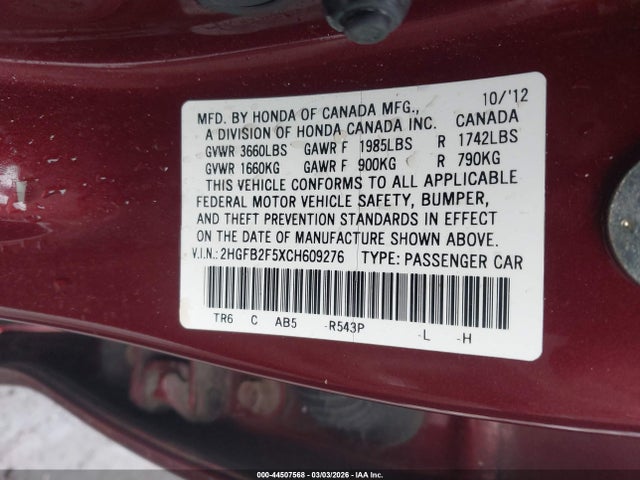 MFD. BY HONDA OF CANADA MFG., 10/'12
A DIVISION OF HONDA CANADA INC. CANADA
GVWR 3660LBS GAWR F 1985LBS R 1742LBS
GVWR 1660KG GAWR F 900KG R 790KG
THIS VEHICLE CONFORMS TO ALL APPLICABLE
FEDERAL MOTOR VEHICLE SAFETY, BUMPER,
AND THEFT PREVENTION STANDARDS IN EFFECT
ON THE DATE OF MANUFACTURE SHOWN ABOVE.
V.I.N.: 2HGFB2F5XCH609276 TYPE: PASSENGER CAR
TR6 C AB5 -R543P -L -H
000-44507568 - 03/03/2026 - IAA Inc.